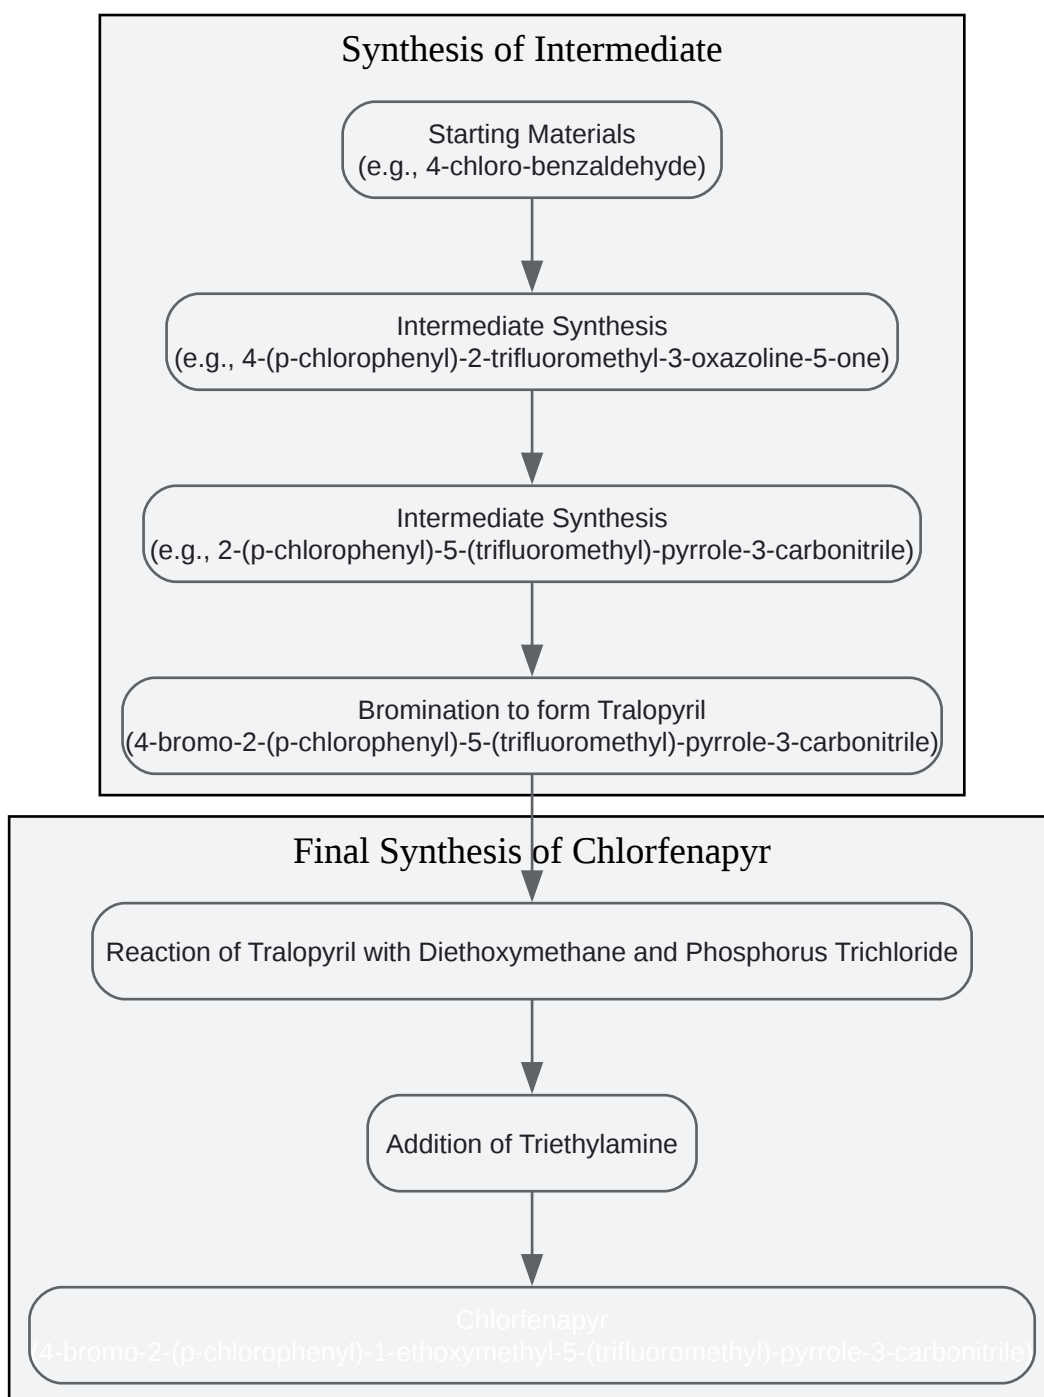 Synthesis of Intermediate
Starting Materials
(e.g., 4-chloro-benzaldehyde)
Intermediate Synthesis
(e.g., 4-(p-chlorophenyl)-2-trifluoromethyl-3-oxazoline-5-one)
Intermediate Synthesis
(e.g., 2-(p-chlorophenyl)-5-(trifluoromethyl)-pyrrole-3-carbonitrile)
Bromination to form Tralopyril
(4-bromo-2-(p-chlorophenyl)-5-(trifluoromethyl)-pyrrole-3-carbonitrile)
Final Synthesis of Chlorfenapyr
Reaction of Tralopyril with Diethoxymethane and Phosphorus Trichloride
Addition of Triethylamine
Chlorfenapyr
(4-bromo-2-(p-chlorophenyl)-1-ethoxymethyl-5-(trifluoromethyl)-pyrrole-3-carbonitrile)